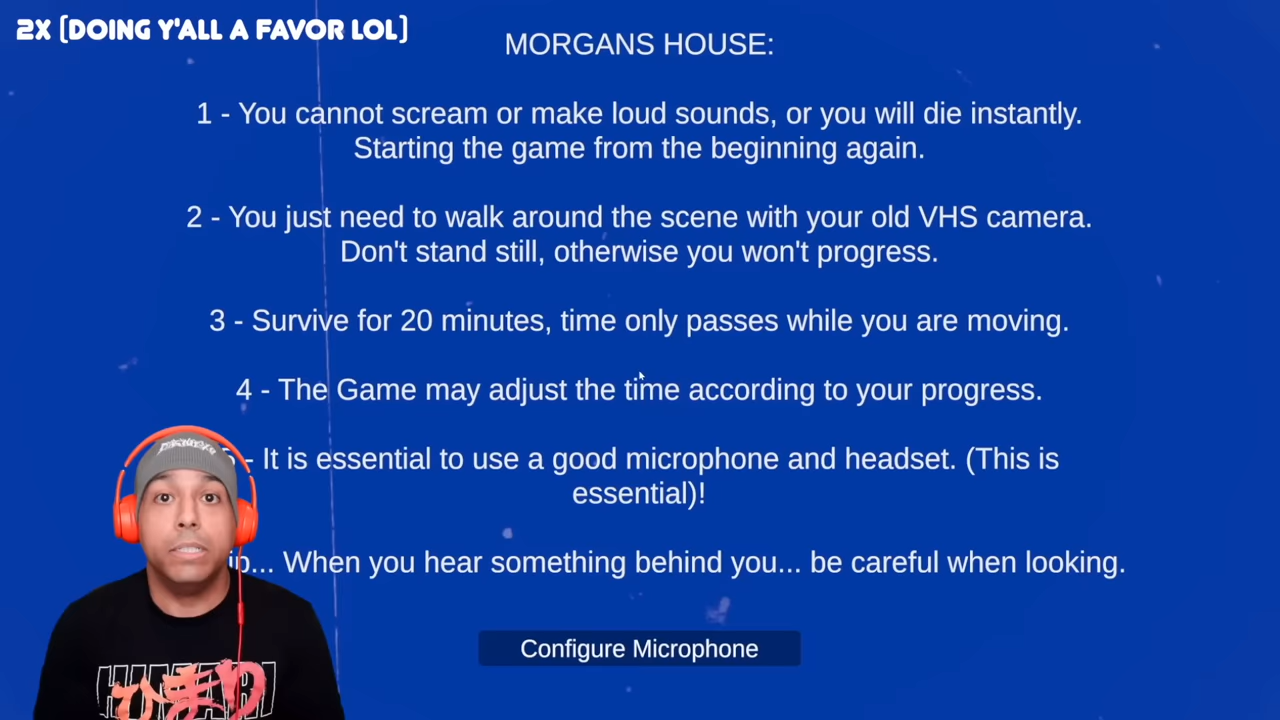 2X [DOING Y'ALL A FAVOR LOL]
MORGANS HOUSE:
1 - You cannot scream or make loud sounds, or you will die instantly.
Starting the game from the beginning again.
2 - You just need to walk around the scene with your old VHS camera.
Don't stand still, otherwise you won't progress.
3 - Survive for 20 minutes, time only passes while you are moving.
4 - The Game may adjust the time according to your progress.
- It is essential to use a good microphone and headset. (This is
essential)!
... When you hear something behind you... be careful when looking.
Configure Microphone